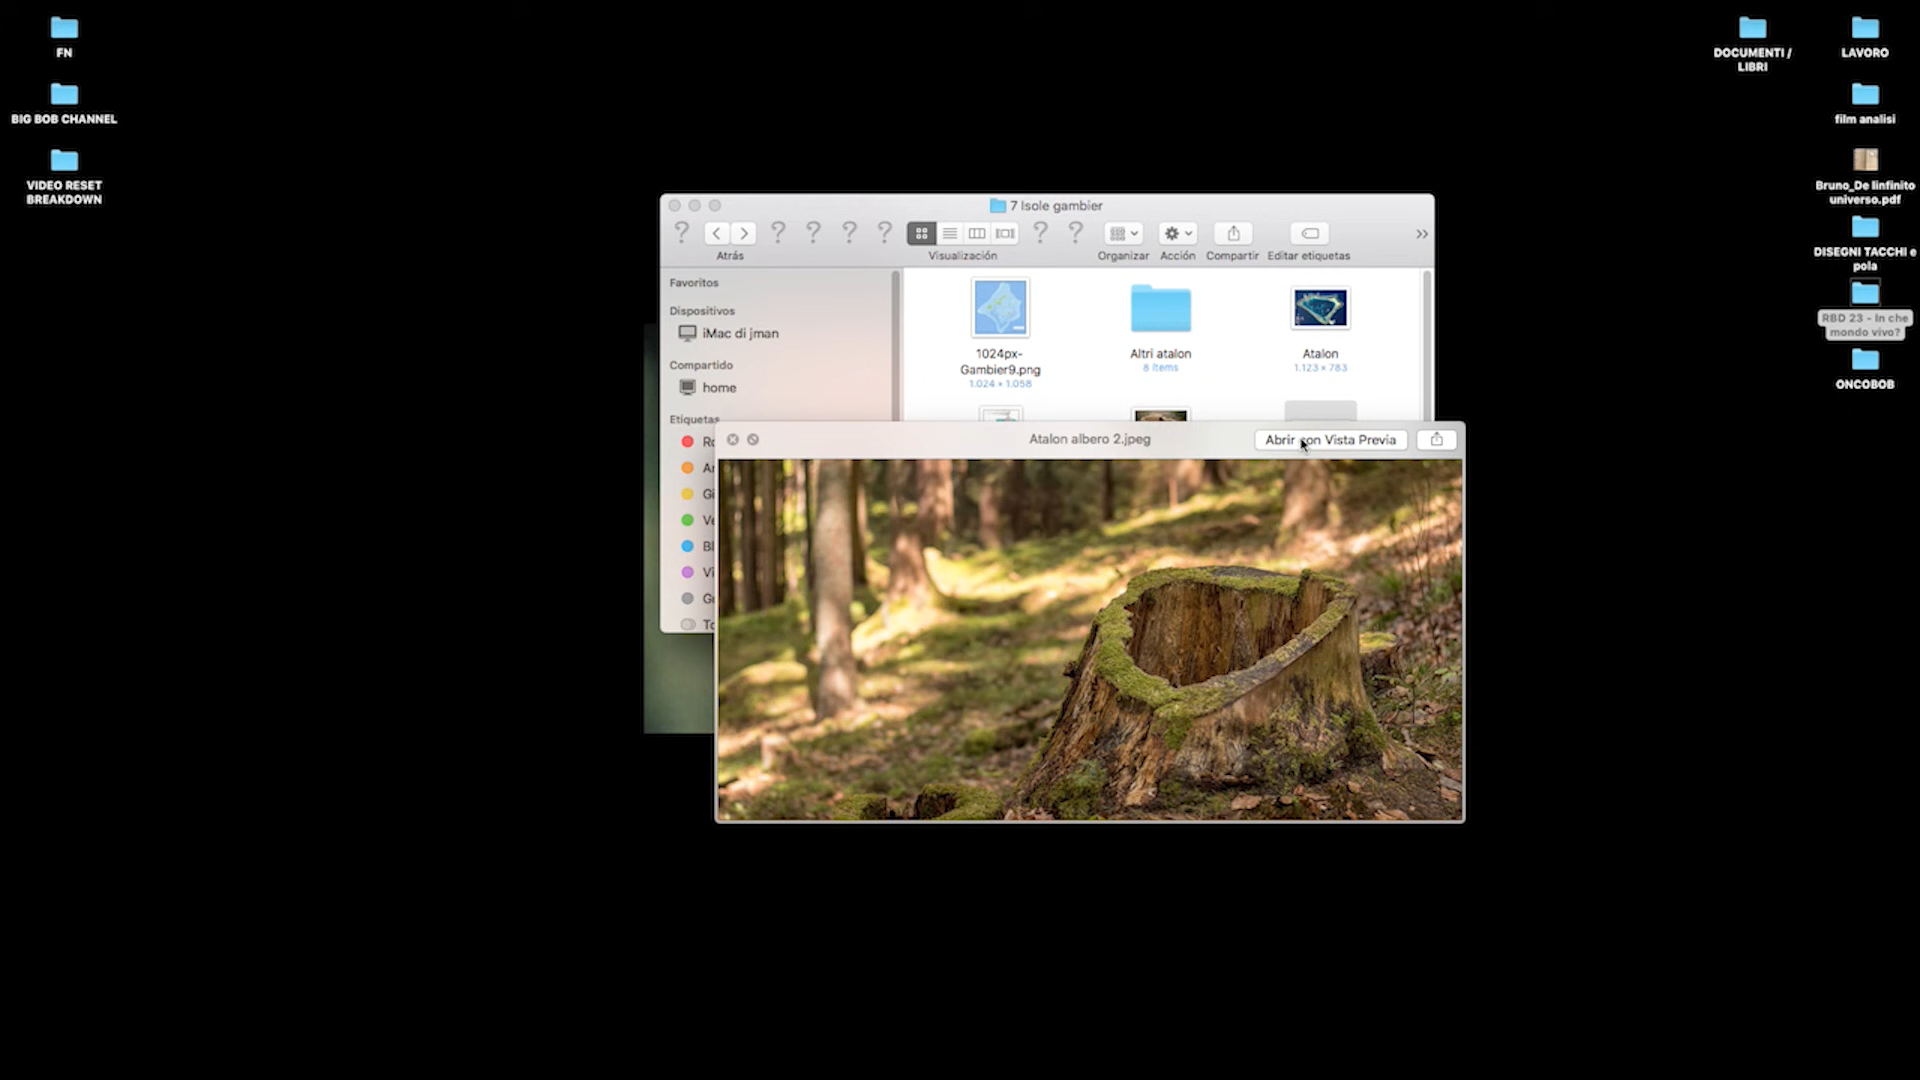 FN
BIG BOB CHANNEL
VIDEO RESET
BREAKDOWN
DOCUMENTI /
LIBRI
LAVORO
film analisi
Bruno_De linfinito
universo.pdf
DISEGNI TACCHI e
pola
RBD 23 - In che
mondo vivo?
ONCOBOB
7 Isole gambier
Atrás
Visualización
Organizar
Acción
Compartir
Editar etiquetas
Favoritos
Dispositivos
iMac di jman
Compartido
home
Etiquetas
1024px-
Gambier9.png
1.024 × 1.058
Altri atalon
8 ítems
Atalon
1.123 × 783
Atalon albero 2.jpeg
Abrir con Vista Previa